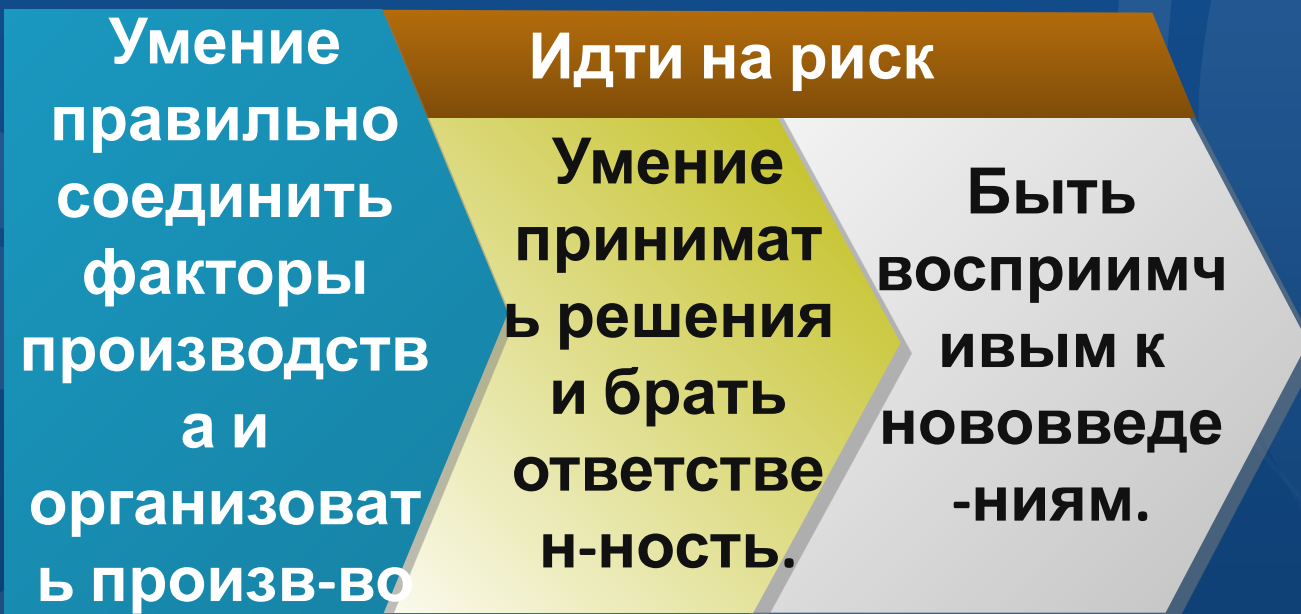 Умение
правильно
соединить
факторы
производств
а и
организоват
ь произв-во
Идти на риск
Умение
принимат
ь решения
и брать
ответстве
н-ность.
Быть
восприимч
ивым к
нововведе
-ниям.